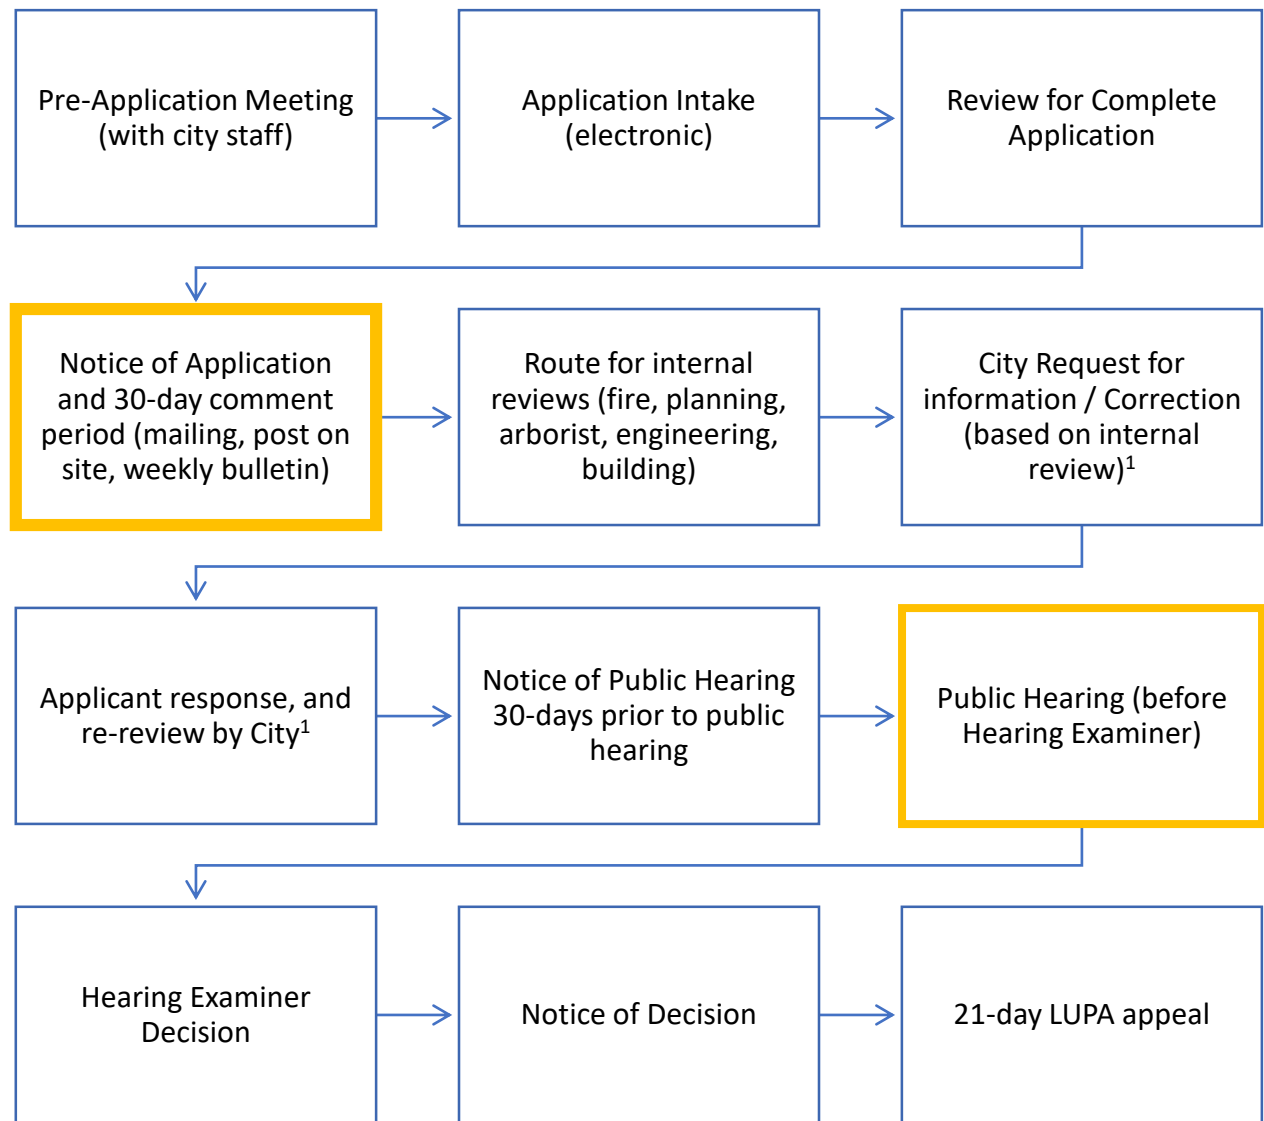 Pre-Application Meeting
(with city staff)
Application Intake
(electronic)
Review for Complete
Application
Notice of Application
and 30-day comment
period (mailing, post on
site, weekly bulletin)
Route for internal
reviews (fire, planning,
arborist, engineering,
building)
City Request for
information / Correction
(based on internal
review)¹
Applicant response, and
re-review by City¹
Notice of Public Hearing
30-days prior to public
hearing
Public Hearing (before
Hearing Examiner)
Hearing Examiner
Decision
Notice of Decision
21-day LUPA appeal